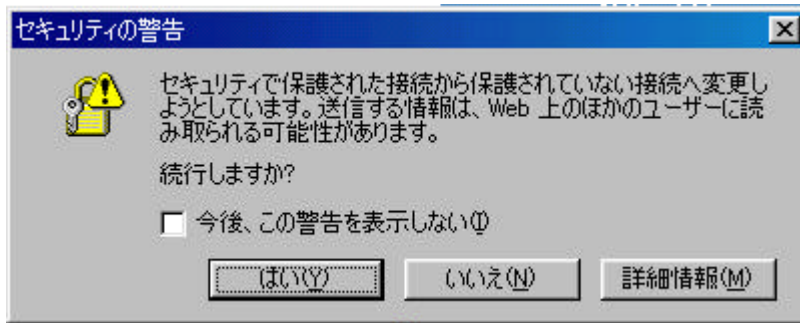 セキュリティの警告
セキュリティで保護された接続から保護されていない接続へ変更し
ようとしています。送信する情報は、Web 上のほかのユーザーに読
み取られる可能性があります。
続行しますか?
今後、この警告を表示しない(I)
はい(Y) いいえ(N) 詳細情報(M)